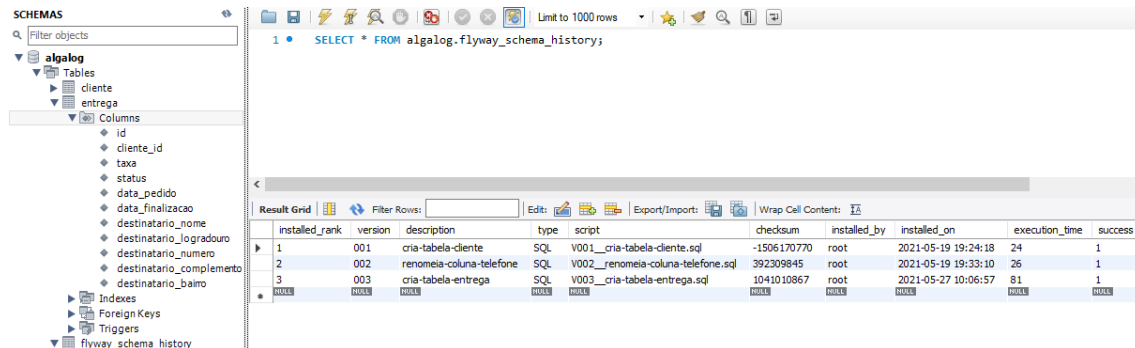 SCHEMAS
Filter objects
algalog
Tables
cliente
entrega
Columns
id
cliente_id
taxa
status
data_pedido
data_finalizacao
destinatario_nome
destinatario_logradouro
destinatario_numero
destinatario_complemento
destinatario_bairro
Indexes
Foreign Keys
Triggers
flyway_schema_history
Limit to 1000 rows
1 SELECT * FROM algalog.flyway_schema_history;
Result Grid Filter Rows: Edit: Export/Import: Wrap Cell Content:
installed_rank version description type script checksum installed_by installed_on execution_time success
1 001 cria-tabela-cliente SQL V001__cria-tabela-cliente.sql -1506170770 root 2021-05-19 19:24:18 24 1
2 002 renomeia-coluna-telefone SQL V002__renomeia-coluna-telefone.sql 392309845 root 2021-05-19 19:33:10 26 1
3 003 cria-tabela-entrega SQL V003__cria-tabela-entrega.sql 1041010867 root 2021-05-27 10:06:57 81 1
NULL NULL NULL NULL NULL NULL NULL NULL NULL NULL